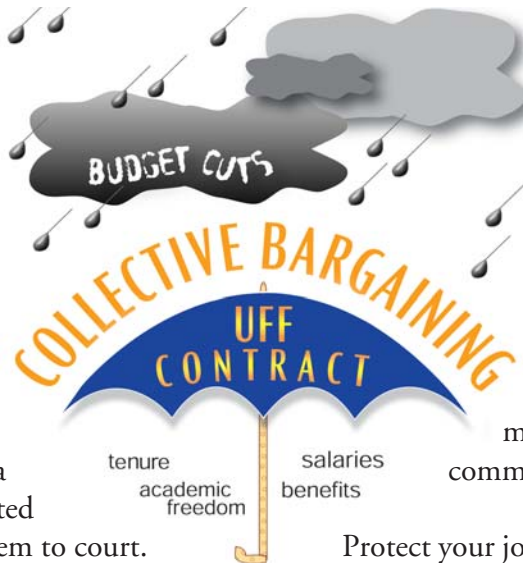 BUDGET CUTS
COLLECTIVE BARGAINING
UFF
CONTRACT
tenure
salaries
academic
freedom
benefits
a
ted
em to court.
m
comm
Protect your jo